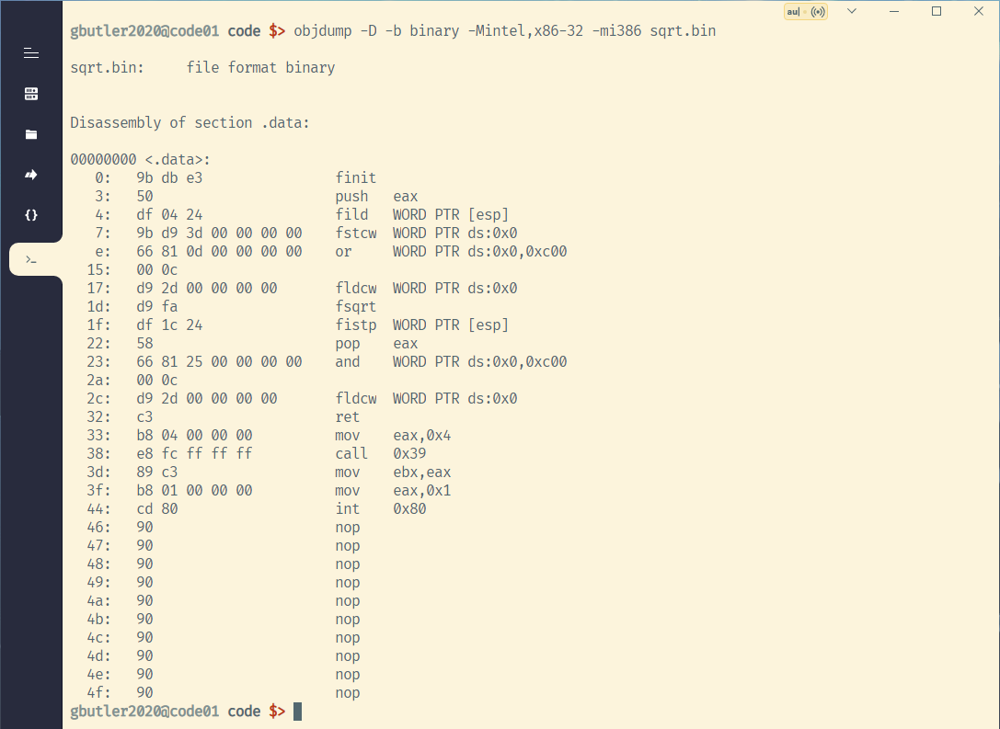 au|
gbutler2020@code01 code $> objdump -D -b binary -Mintel,x86-32 -mi386 sqrt.bin
sqrt.bin:     file format binary
Disassembly of section .data:
00000000 <.data>:
   0:   9b db e3                finit
   3:   50                      push   eax
   4:   df 04 24                fild   WORD PTR [esp]
   7:   9b d9 3d 00 00 00 00    fstcw  WORD PTR ds:0x0
   e:   66 81 0d 00 00 00 00    or     WORD PTR ds:0x0,0xc00
  15:   00 0c
  17:   d9 2d 00 00 00 00       fldcw  WORD PTR ds:0x0
  1d:   d9 fa                   fsqrt
  1f:   df 1c 24                fistp  WORD PTR [esp]
  22:   58                      pop    eax
  23:   66 81 25 00 00 00 00    and    WORD PTR ds:0x0,0xc00
  2a:   00 0c
  2c:   d9 2d 00 00 00 00       fldcw  WORD PTR ds:0x0
  32:   c3                      ret
  33:   b8 04 00 00 00          mov    eax,0x4
  38:   e8 fc ff ff ff          call   0x39
  3d:   89 c3                   mov    ebx,eax
  3f:   b8 01 00 00 00          mov    eax,0x1
  44:   cd 80                   int    0x80
  46:   90                      nop
  47:   90                      nop
  48:   90                      nop
  49:   90                      nop
  4a:   90                      nop
  4b:   90                      nop
  4c:   90                      nop
  4d:   90                      nop
  4e:   90                      nop
  4f:   90                      nop
gbutler2020@code01 code $>